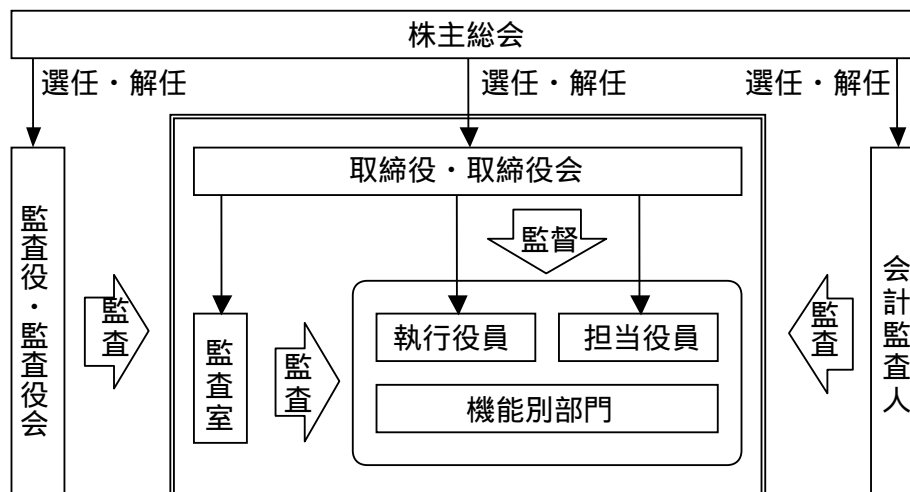 株主総会
選任・解任
選任・解任
選任・解任
取締役・取締役会
監督
監査役・監査役会
監査
監査室
監査
執行役員
担当役員
機能別部門
監査
会計監査人